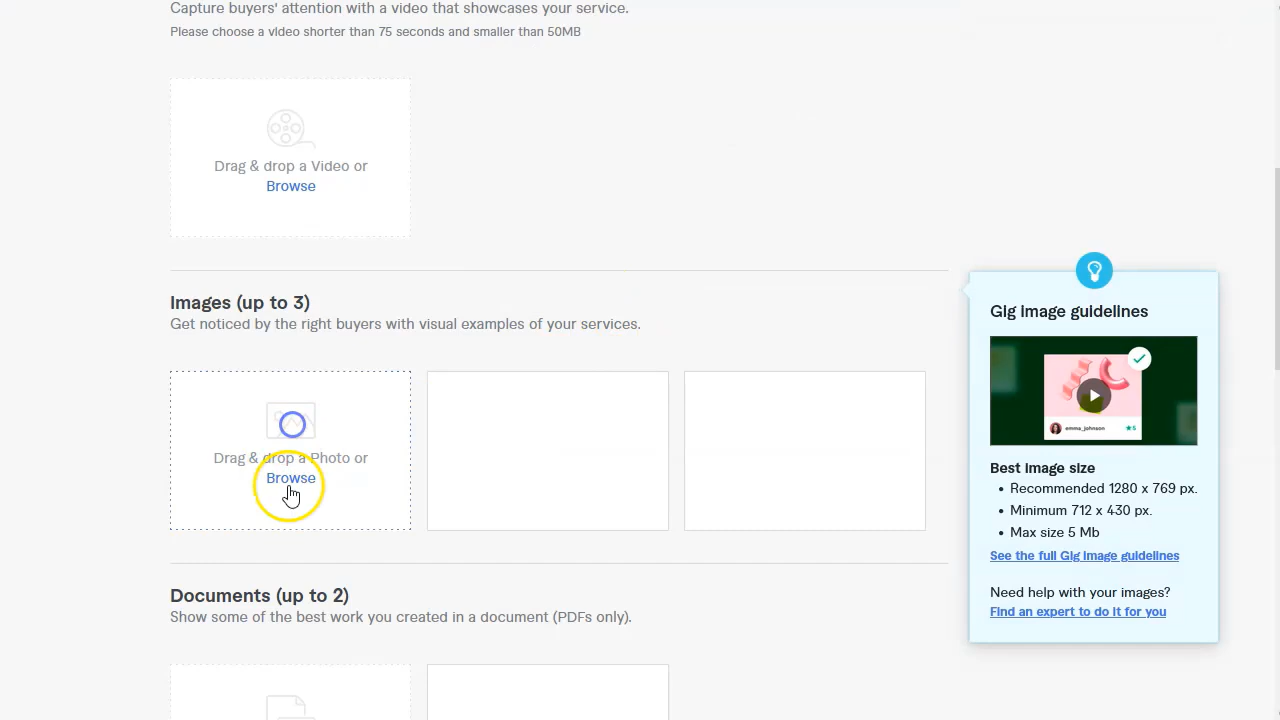 Capture buyers' attention with a video that showcases your service.
Please choose a video shorter than 75 seconds and smaller than 50MB
Drag & drop a Video or
Browse
Images (up to 3)
Get noticed by the right buyers with visual examples of your services.
Drag & drop a Photo or
Browse
Gig image guidelines
emma_johnson
★5
Best image size
• Recommended 1280 x 769 px.
• Minimum 712 x 430 px.
• Max size 5 Mb
See the full Gig image guidelines
Need help with your images?
Find an expert to do it for you
Documents (up to 2)
Show some of the best work you created in a document (PDFs only).